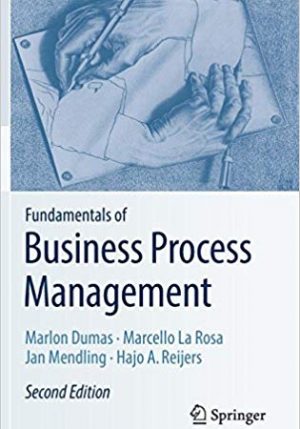 Fundamentals of
Business Process
Management
Marlon Dumas · Marcello La Rosa
Jan Mendling · Hajo A. Reijers
Second Edition
Springer